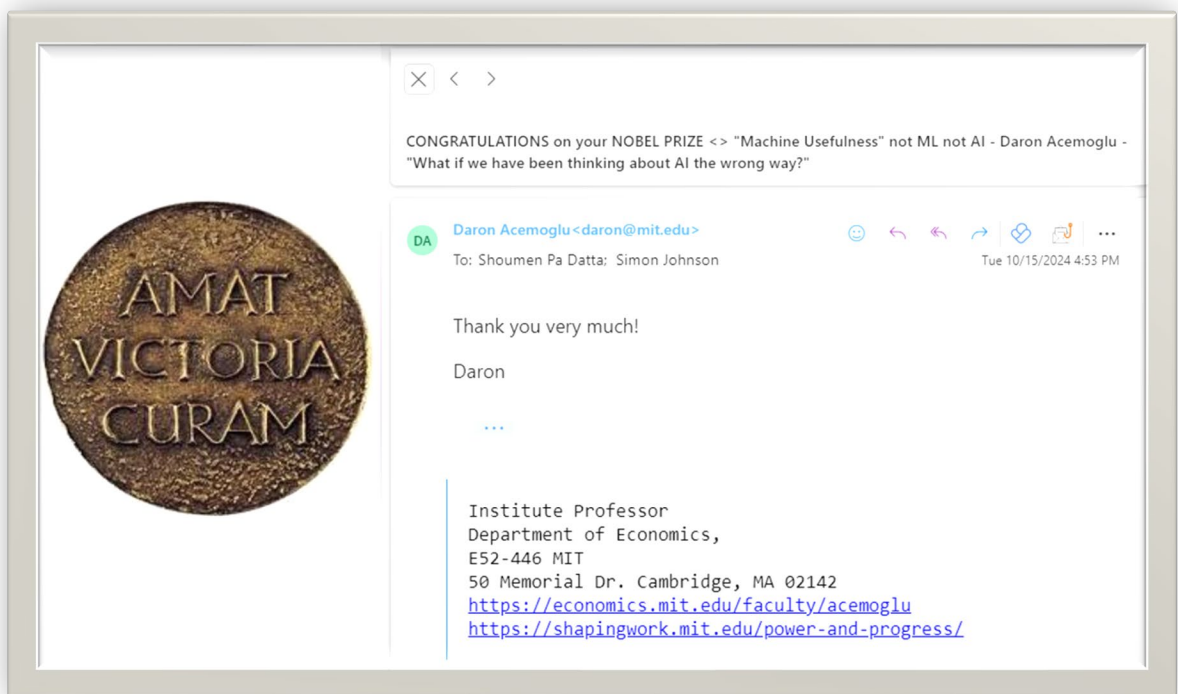 AMAT
VICTORIA
CURAM
CONGRATULATIONS on your NOBEL PRIZE <> "Machine Usefulness" not ML not AI - Daron Acemoglu -
"What if we have been thinking about AI the wrong way?"
DA
Daron Acemoglu<daron@mit.edu>
To: Shoumen Pa Datta; Simon Johnson
Tue 10/15/2024 4:53 PM
Thank you very much!
Daron
...
Institute Professor
Department of Economics,
E52-446 MIT
50 Memorial Dr. Cambridge, MA 02142
https://economics.mit.edu/faculty/acemoglu
https://shapingwork.mit.edu/power-and-progress/